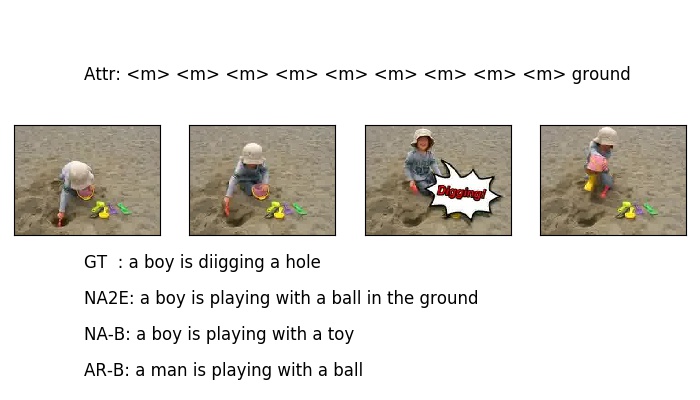 Attr: <m> <m> <m> <m> <m> <m> <m> <m> <m> ground
Digging!
GT  : a boy is diigging a hole
NA2E: a boy is playing with a ball in the ground
NA-B: a boy is playing with a toy
AR-B: a man is playing with a ball